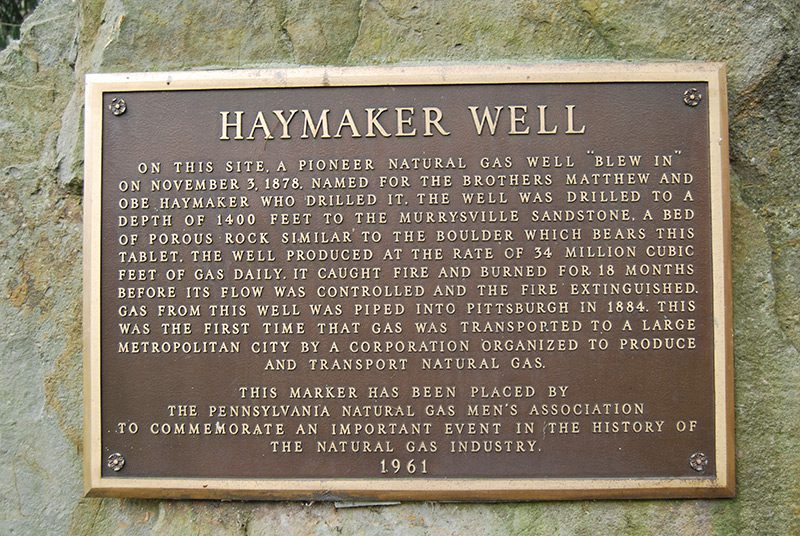 HAYMAKER WELL
ON THIS SITE, A PIONEER NATURAL GAS WELL "BLEW IN"
ON NOVEMBER 3, 1878. NAMED FOR THE BROTHERS MATTHEW AND
OBE HAYMAKER WHO DRILLED IT, THE WELL WAS DRILLED TO A
DEPTH OF 1400 FEET TO THE MURRYSVILLE SANDSTONE, A BED
OF POROUS ROCK SIMILAR TO THE BOULDER WHICH BEARS THIS
TABLET. THE WELL PRODUCED AT THE RATE OF 34 MILLION CUBIC
FEET OF GAS DAILY. IT CAUGHT FIRE AND BURNED FOR 18 MONTHS
BEFORE ITS FLOW WAS CONTROLLED AND THE FIRE EXTINGUISHED.
GAS FROM THIS WELL WAS PIPED INTO PITTSBURGH IN 1884. THIS
WAS THE FIRST TIME THAT GAS WAS TRANSPORTED TO A LARGE
METROPOLITAN CITY BY A CORPORATION ORGANIZED TO PRODUCE
AND TRANSPORT NATURAL GAS.
THIS MARKER HAS BEEN PLACED BY
THE PENNSYLVANIA NATURAL GAS MEN'S ASSOCIATION
TO COMMEMORATE AN IMPORTANT EVENT IN THE HISTORY OF
THE NATURAL GAS INDUSTRY.
1961